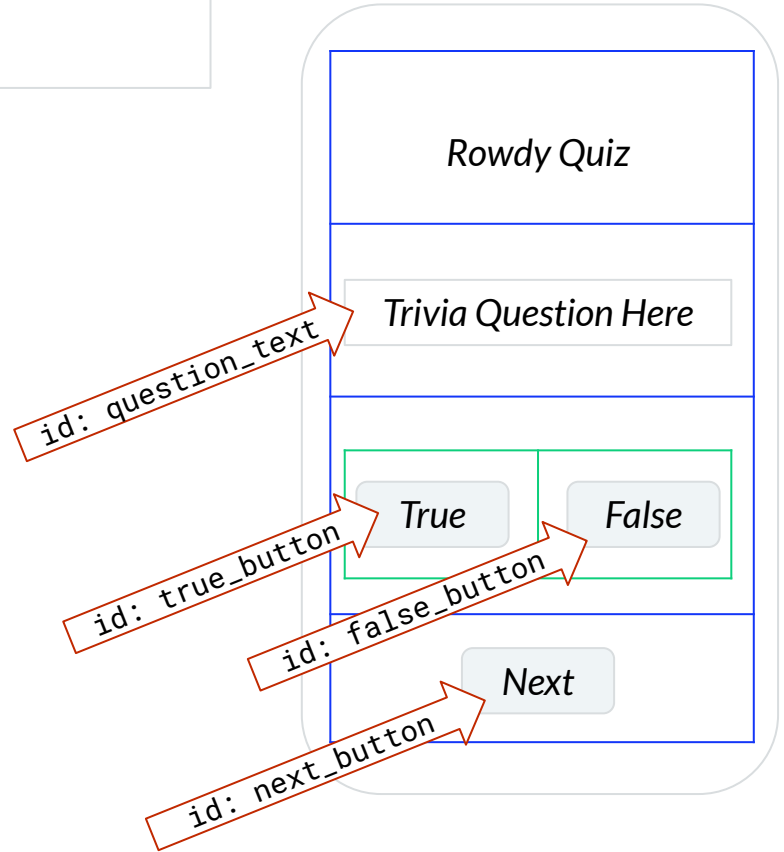 Rowdy Quiz
Trivia Question Here
id: question_text
True
False
id: true_button
id: false_button
Next
id: next_button